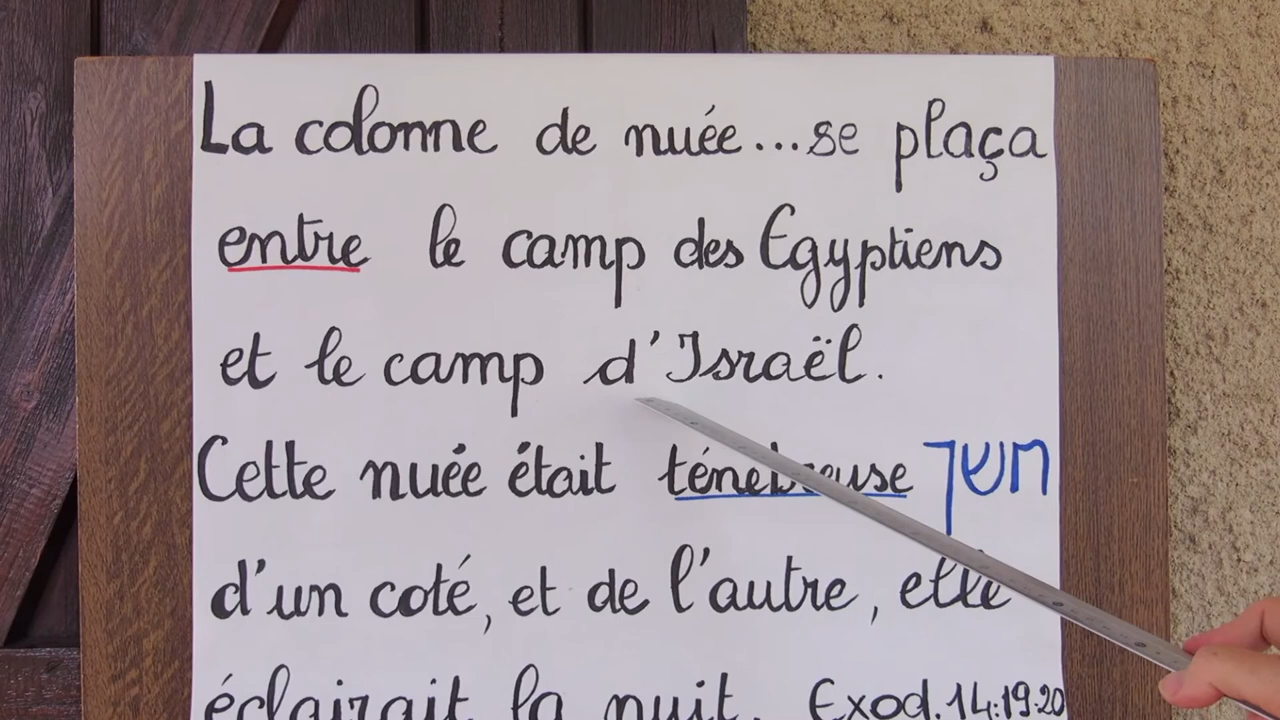 La colonne de nuée...se plaça
entre le camp des Egyptiens
et le camp d'Israël.
Cette nuée était ténebreuse חשך
d'un coté, et de l'autre, elle
éclairait la nuit. Exod.14:19.20